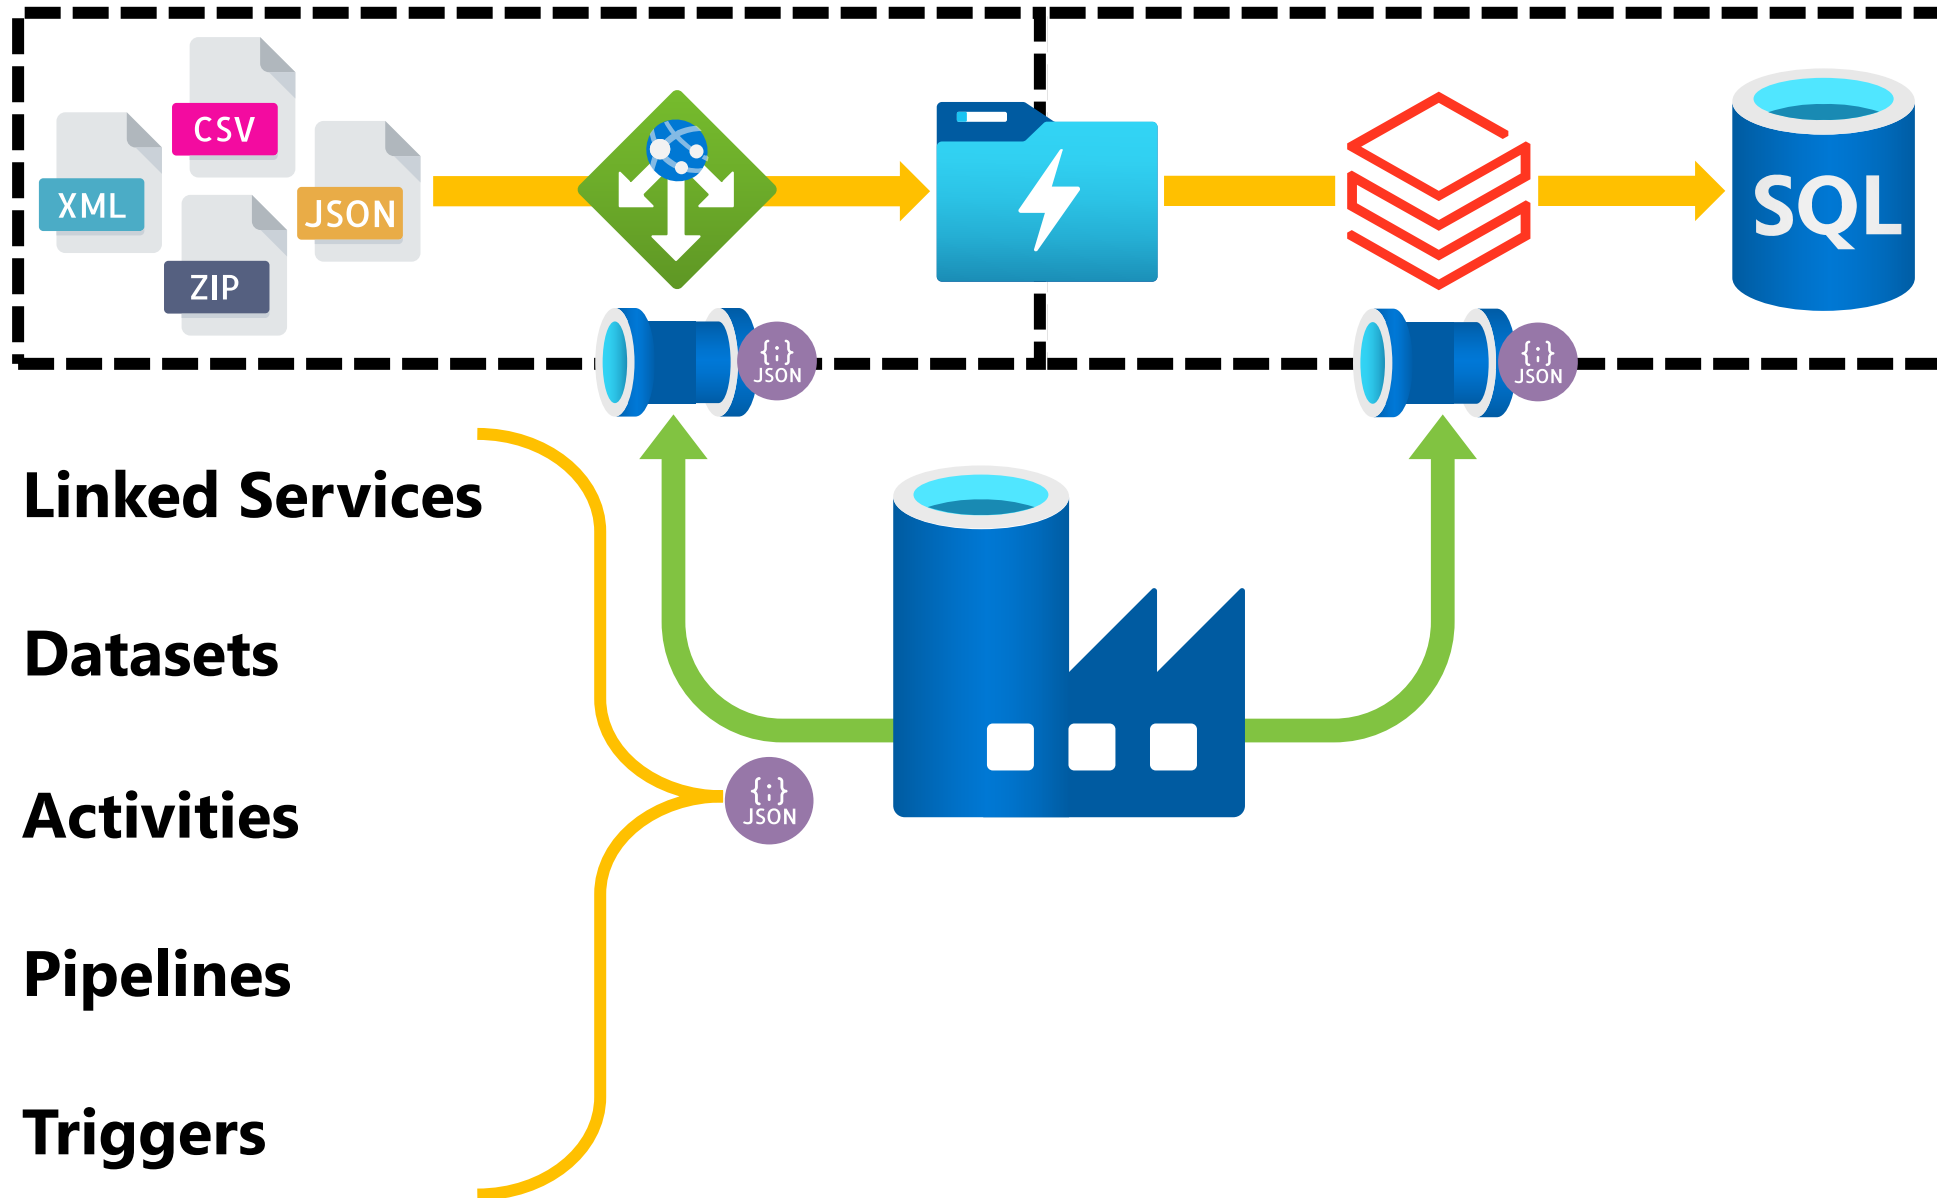 CSV
XML
JSON
ZIP
SQL
{:}
JSON
{:}
JSON
Linked Services
Datasets
Activities
{:}
JSON
Pipelines
Triggers